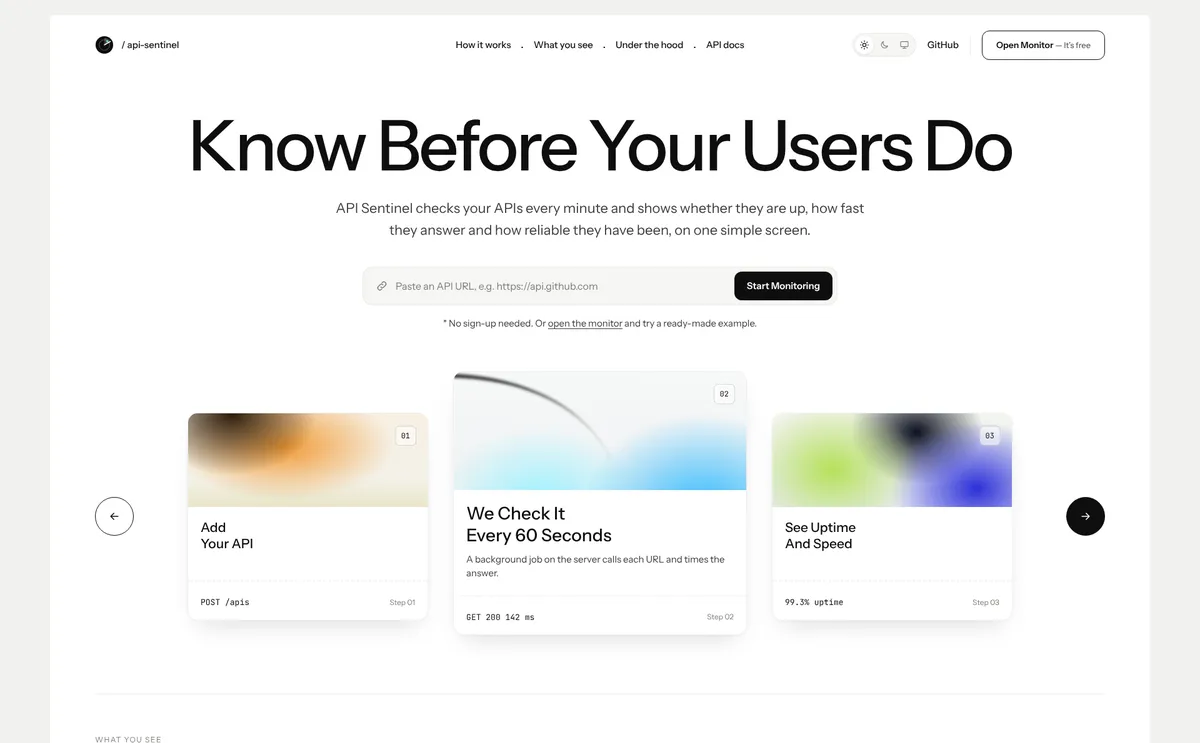 / api-sentinel
How it works . What you see . Under the hood . API docs
GitHub
Open Monitor — It's free
Know Before Your Users Do
API Sentinel checks your APIs every minute and shows whether they are up, how fast
they answer and how reliable they have been, on one simple screen.
Paste an API URL, e.g. https://api.github.com
Start Monitoring
* No sign-up needed. Or open the monitor and try a ready-made example.
01
Add
Your API
POST /apis
Step 01
02
We Check It
Every 60 Seconds
A background job on the server calls each URL and times the
answer.
GET 200 142 ms
Step 02
03
See Uptime
And Speed
99.3% uptime
Step 03
WHAT YOU SEE